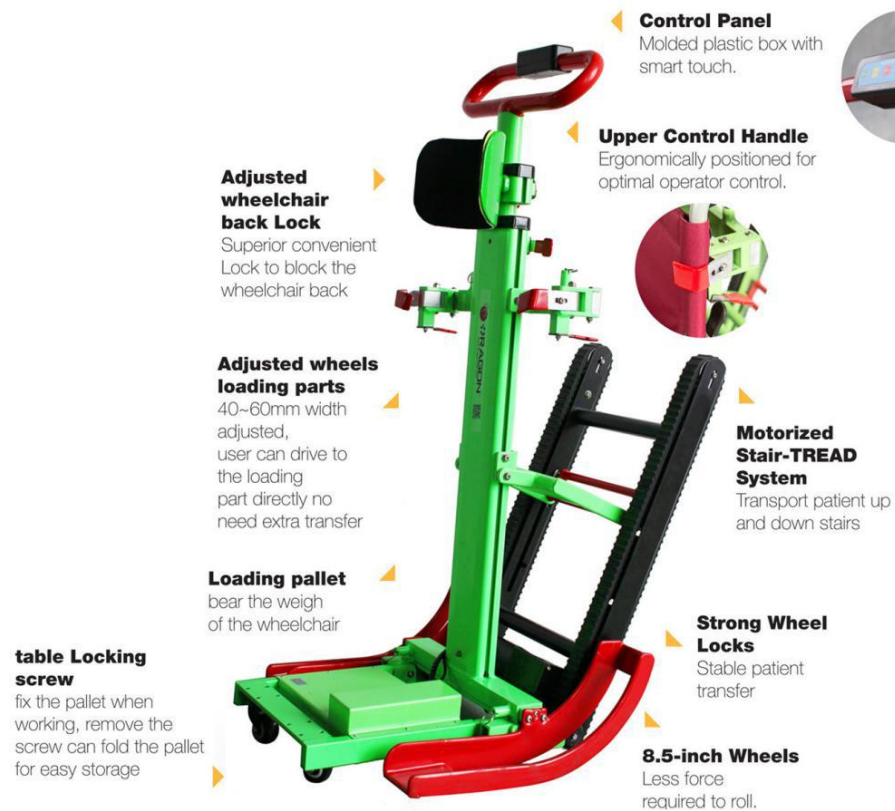 Control Panel
Molded plastic box with
smart touch.
Upper Control Handle
Ergonomically positioned for
optimal operator control.
Adjusted
wheelchair
back Lock
Superior convenient
Lock to block the
wheelchair back
Adjusted wheels
loading parts
40~60mm width
adjusted,
user can drive to
the loading
part directly no
need extra transfer
Motorized
Stair-TREAD
System
Transport patient up
and down stairs
Loading pallet
bear the weigh
of the wheelchair
Strong Wheel
Locks
Stable patient
transfer
table Locking
screw
fix the pallet when
working, remove the
screw can fold the pallet
for easy storage
8.5-inch Wheels
Less force
required to roll.